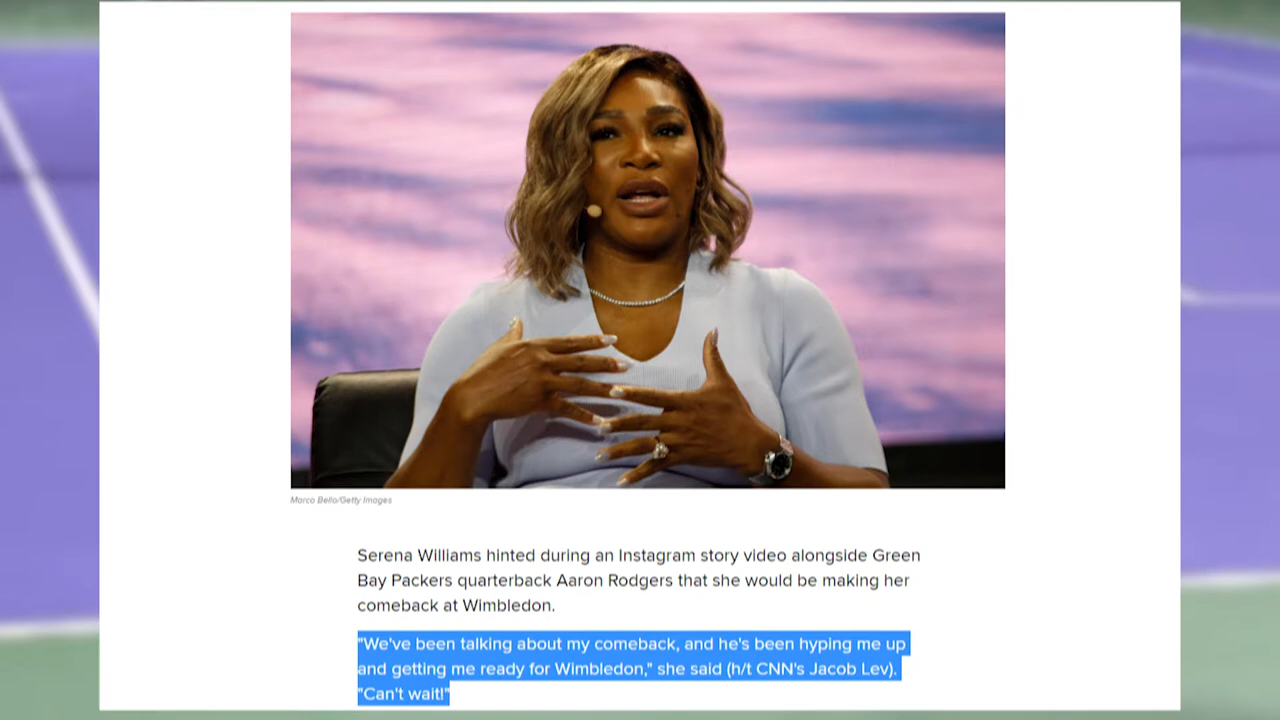 Marco Bello/Getty Images
Serena Williams hinted during an Instagram story video alongside Green
Bay Packers quarterback Aaron Rodgers that she would be making her
comeback at Wimbledon.
"We've been talking about my comeback, and he's been hyping me up
and getting me ready for Wimbledon," she said (h/t CNN's Jacob Lev).
"Can't wait!"